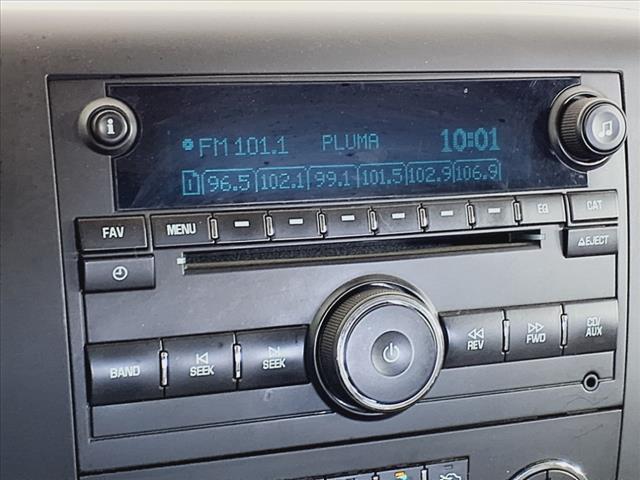 FM 101.1 PLUMA 10:01
1 96.5 102.1 99.1 101.5 102.9 106.9
FAV MENU EQ CAT
EJECT
BAND SEEK SEEK REV FWD CD/AUX